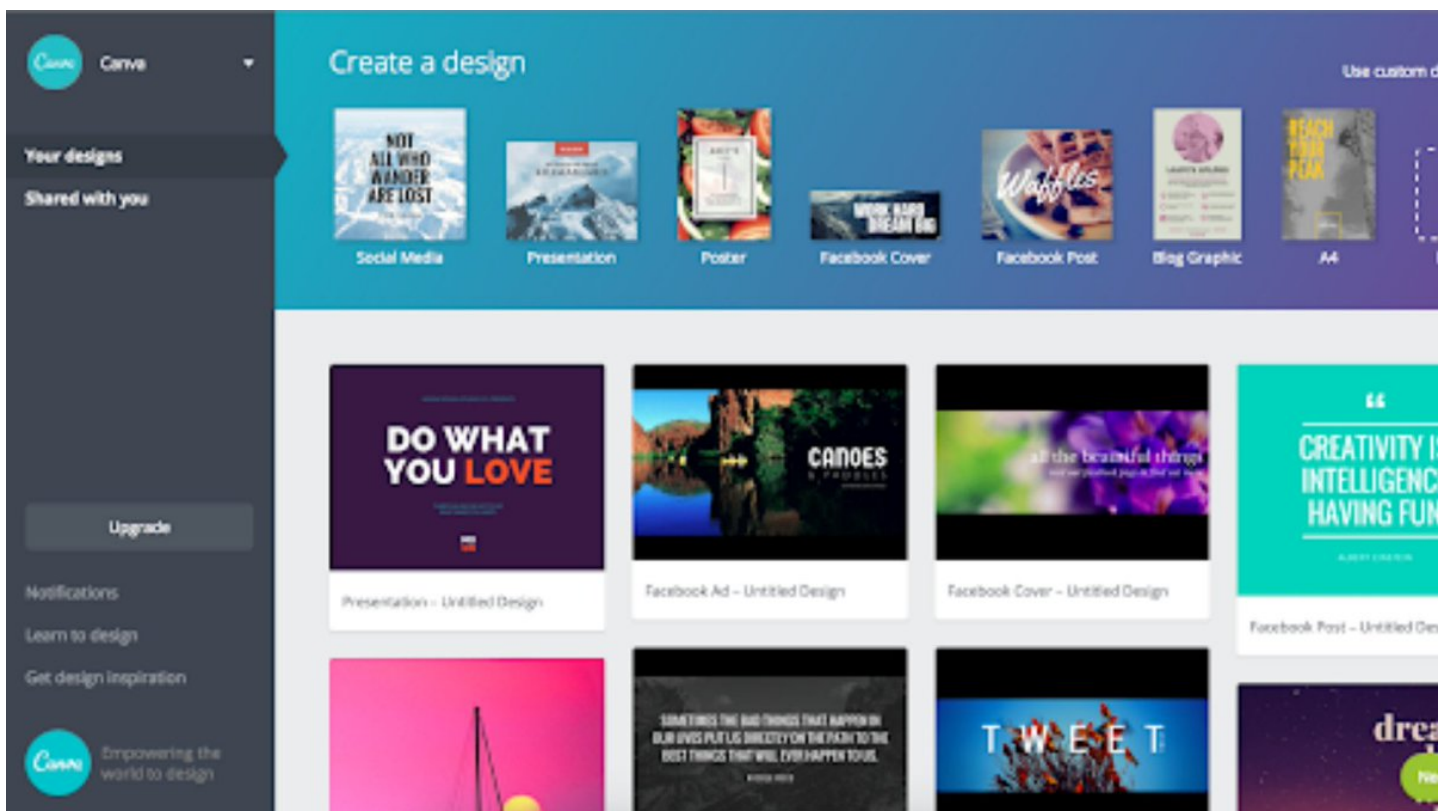 Canva
Canva
Your designs
Shared with you
Upgrade
Notifications
Learn to design
Get design inspiration
Canva
Empowering the
world to design
Create a design
Use custom d
NOT
ALL WHO
WANDER
ARE LOST
WORK HARD
DREAM BIG
Waffles
REACH
YOUR
PEAK
Social Media
Presentation
Poster
Facebook Cover
Facebook Post
Blog Graphic
A4
DO WHAT
YOU LOVE
Presentation – Untitled Design
CANOES
& PADDLES
Facebook Ad – Untitled Design
all the beautiful things
Facebook Cover – Untitled Design
“
CREATIVITY IS
INTELLIGENC
HAVING FUN
ALBERT EINSTEIN
Facebook Post – Untitled Des
SOMETIMES THE BAD THINGS THAT HAPPEN IN
OUR LIVES PUT US DIRECTLY ON THE PATH TO THE
BEST THINGS THAT WILL EVER HAPPEN TO US.
TWEET
drea
Ne